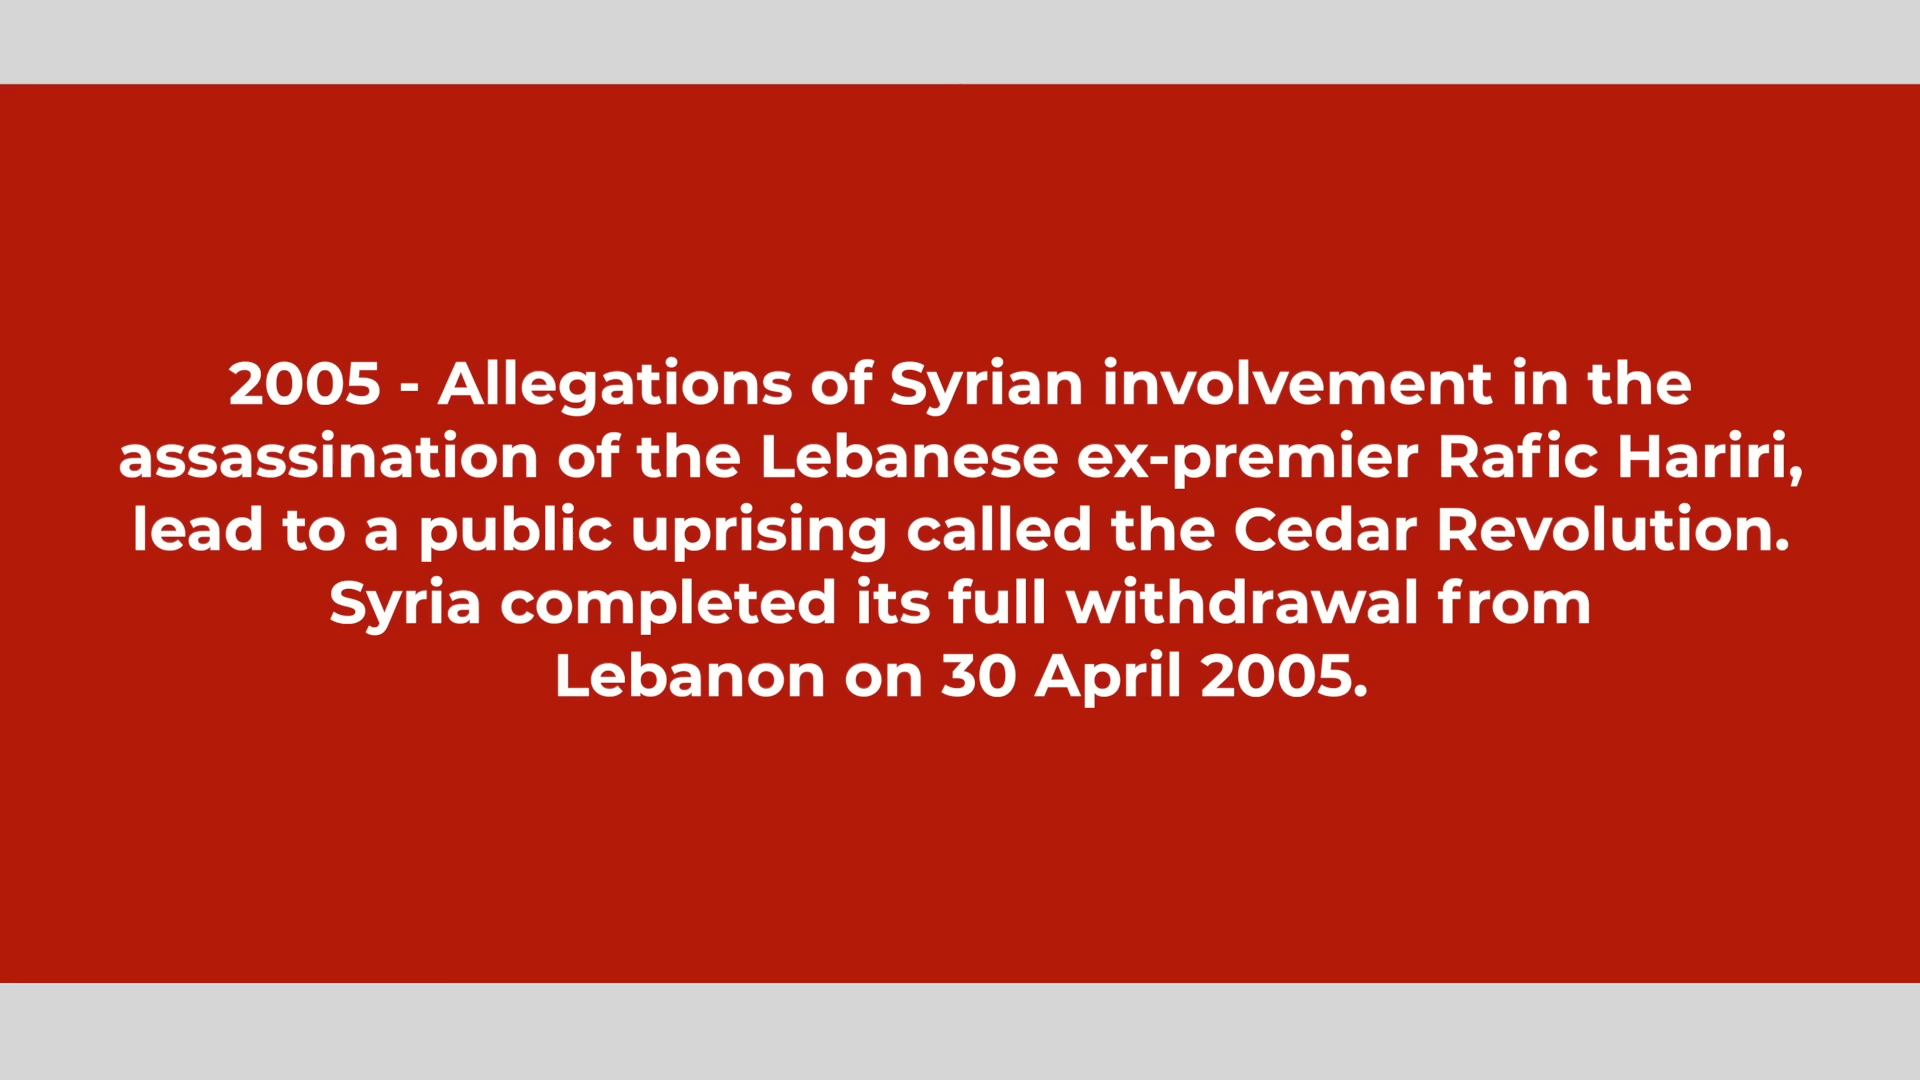 2005 - Allegations of Syrian involvement in the
assassination of the Lebanese ex-premier Rafic Hariri,
lead to a public uprising called the Cedar Revolution.
Syria completed its full withdrawal from
Lebanon on 30 April 2005.